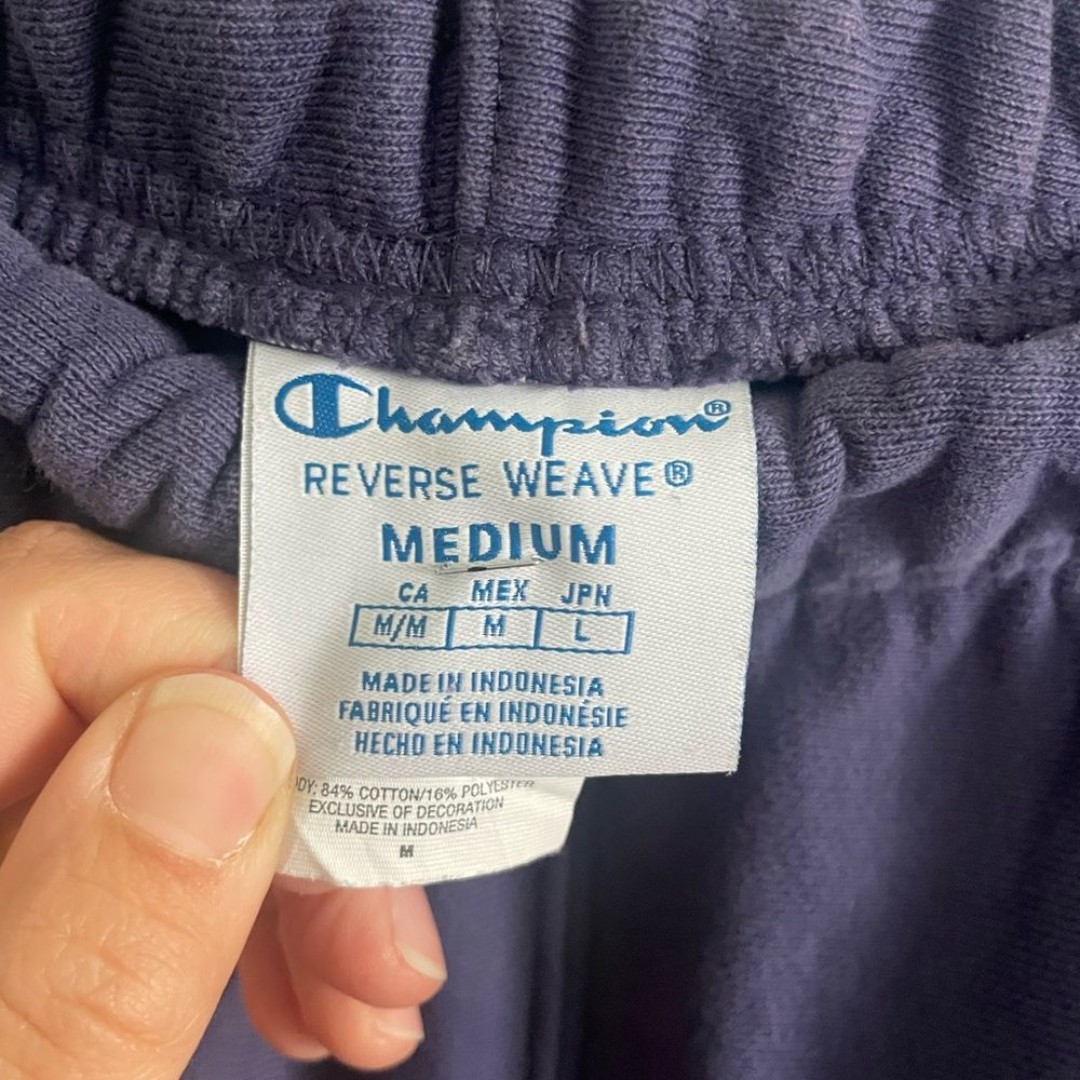 Champion®
REVERSE WEAVE®
MEDIUM
CA MEX JPN
M/M M L
MADE IN INDONESIA
FABRIQUÉ EN INDONÉSIE
HECHO EN INDONESIA
84% COTTON/16% POLYESTER
EXCLUSIVE OF DECORATION
MADE IN INDONESIA
M